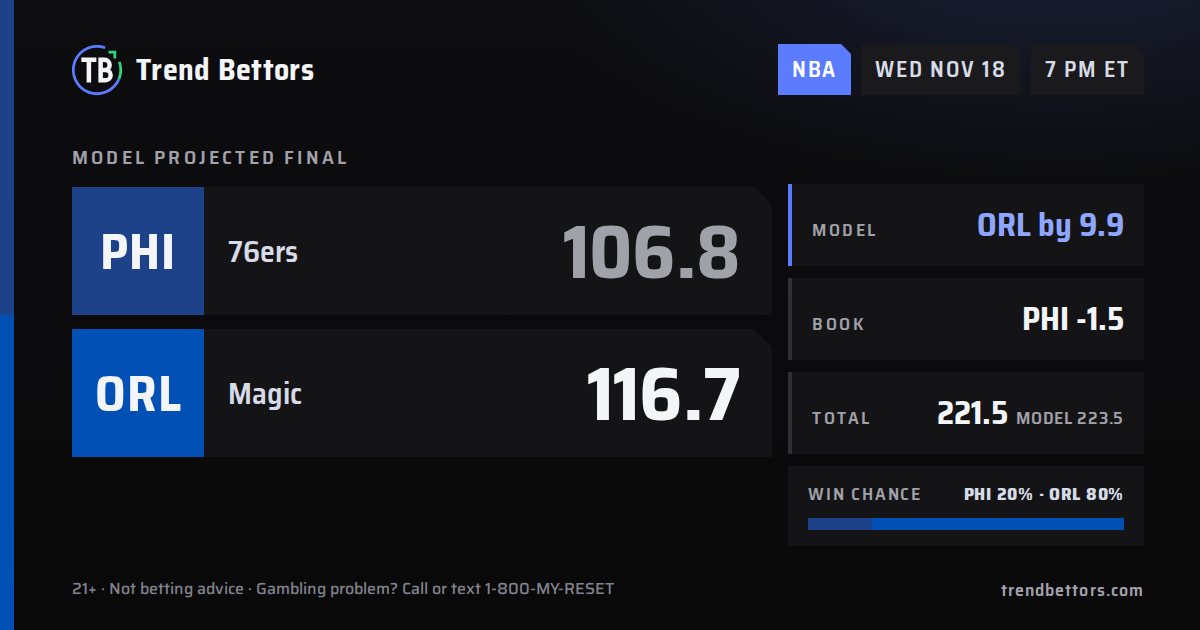 TB Trend Bettors
NBA WED NOV 18 7 PM ET
MODEL PROJECTED FINAL
PHI 76ers 106.8
ORL Magic 116.7
MODEL ORL by 9.9
BOOK PHI -1.5
TOTAL 221.5 MODEL 223.5
WIN CHANCE PHI 20% · ORL 80%
21+ · Not betting advice · Gambling problem? Call or text 1-800-MY-RESET
trendbettors.com